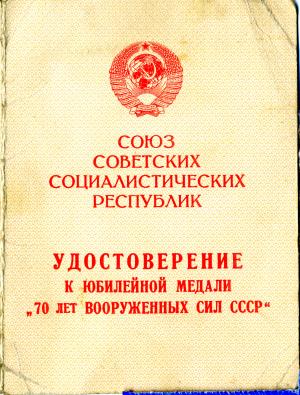 СОЮЗ
СОВЕТСКИХ
СОЦИАЛИСТИЧЕСКИХ
РЕСПУБЛИК
УДОСТОВЕРЕНИЕ
К ЮБИЛЕЙНОЙ МЕДАЛИ
„70 ЛЕТ ВООРУЖЕННЫХ СИЛ СССР“